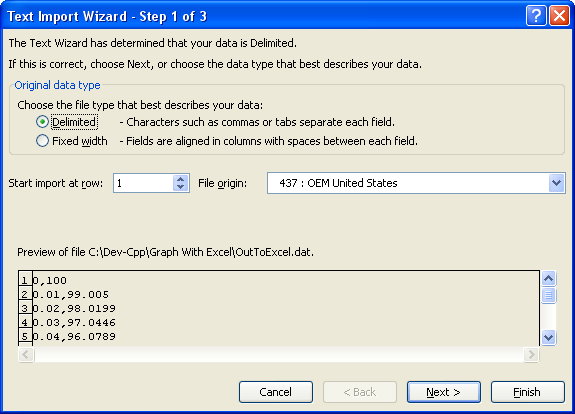 Text Import Wizard - Step 1 of 3
The Text Wizard has determined that your data is Delimited.
If this is correct, choose Next, or choose the data type that best describes your data.
Original data type
Choose the file type that best describes your data:
Delimited - Characters such as commas or tabs separate each field.
Fixed width - Fields are aligned in columns with spaces between each field.
Start import at row: 1 File origin: 437 : OEM United States
Preview of file C:\Dev-Cpp\Graph With Excel\OutToExcel.dat.
1 0,100
2 0.01,99.005
3 0.02,98.0199
4 0.03,97.0446
5 0.04,96.0789
Cancel < Back Next > Finish